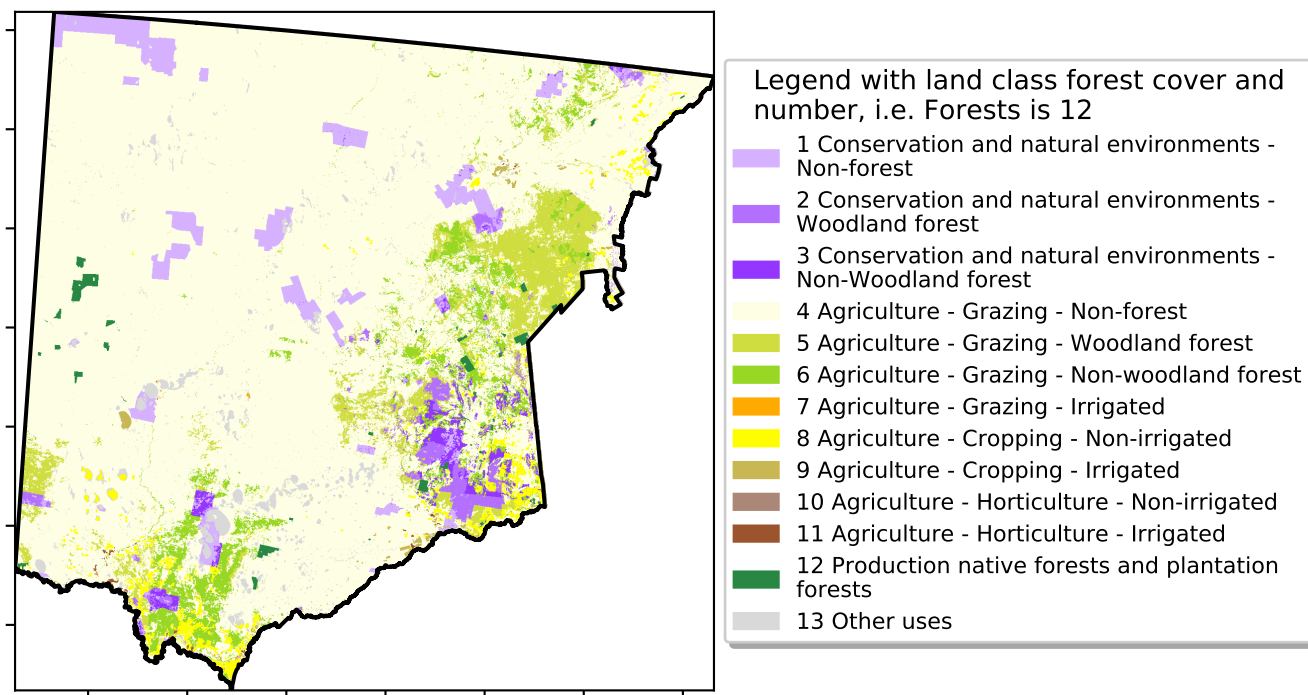 Legend with land class forest cover and
number, i.e. Forests is 12
1 Conservation and natural environments -
Non-forest
2 Conservation and natural environments -
Woodland forest
3 Conservation and natural environments -
Non-Woodland forest
4 Agriculture - Grazing - Non-forest
5 Agriculture - Grazing - Woodland forest
6 Agriculture - Grazing - Non-woodland forest
7 Agriculture - Grazing - Irrigated
8 Agriculture - Cropping - Non-irrigated
9 Agriculture - Cropping - Irrigated
10 Agriculture - Horticulture - Non-irrigated
11 Agriculture - Horticulture - Irrigated
12 Production native forests and plantation
forests
13 Other uses